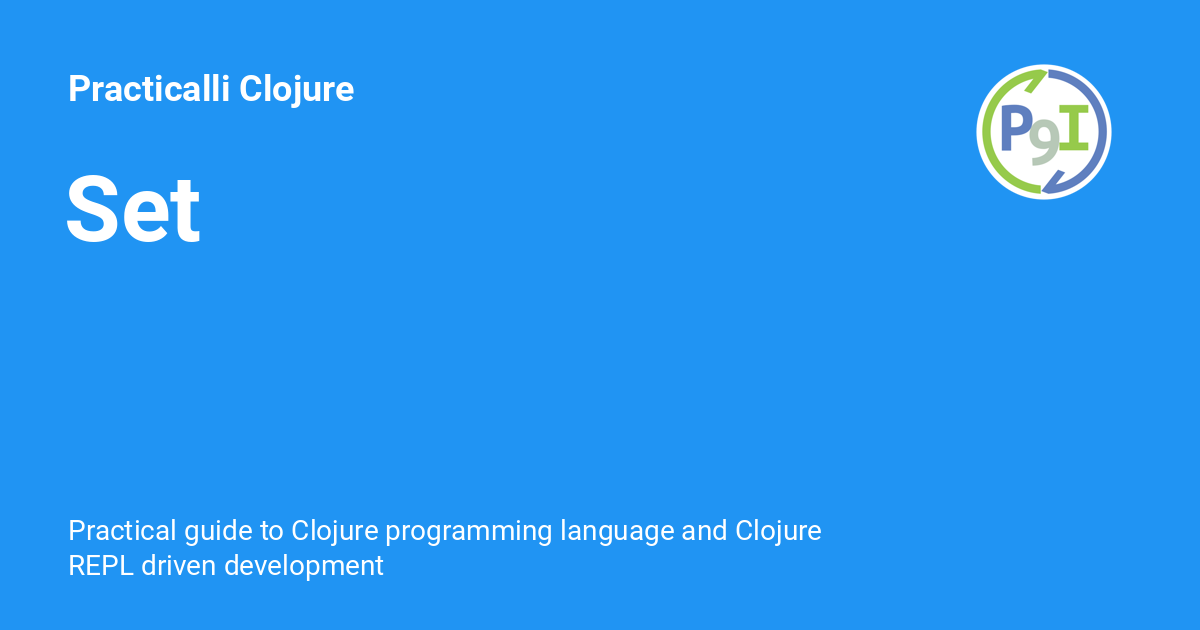 Practicalli Clojure
P9I
Set
Practical guide to Clojure programming language and Clojure
REPL driven development